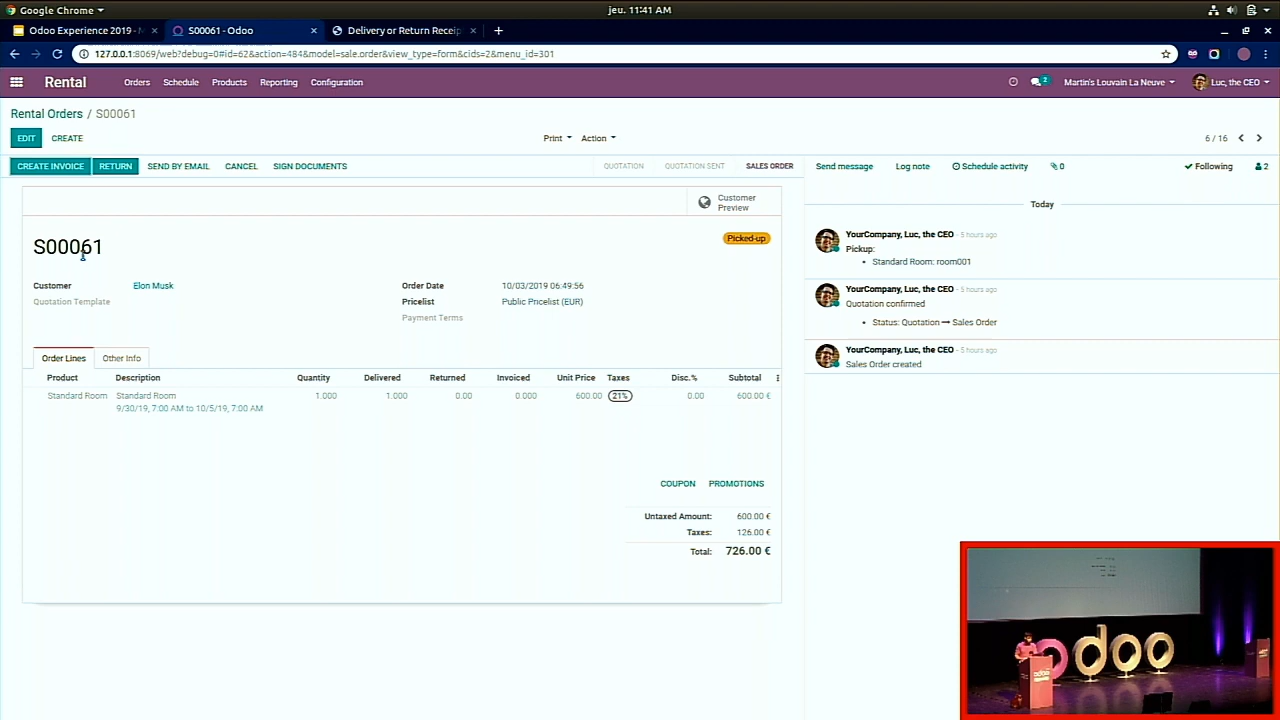 Google Chrome
jeu. 11:41 AM
Odoo Experience 2019 -
S00061 - Odoo
Delivery or Return Receip
127.0.0.1:8069/web?debug=0#id=62&action=484&model=sale.order&view_type=form&cids=2&menu_id=301
Rental Orders Schedule Products Reporting Configuration
2 Martin's Louvain La Neuve Luc, the CEO
Rental Orders / S00061
EDIT CREATE Print Action 6 / 16
CREATE INVOICE RETURN SEND BY EMAIL CANCEL SIGN DOCUMENTS QUOTATION QUOTATION SENT SALES ORDER
Send message Log note Schedule activity 0 Following 2
Customer
Preview
Today
S00061
Picked-up
Customer Elon Musk
Quotation Template
Order Date 10/03/2019 06:49:56
Pricelist Public Pricelist (EUR)
Payment Terms
Order Lines Other Info
Product Description Quantity Delivered Returned Invoiced Unit Price Taxes Disc.% Subtotal
Standard Room Standard Room 1.000 1.000 0.00 0.000 600.00 21% 0.00 600.00 €
9/30/19, 7:00 AM to 10/5/19, 7:00 AM
COUPON PROMOTIONS
Untaxed Amount: 600.00 €
Taxes: 126.00 €
Total: 726.00 €
YourCompany, Luc, the CEO - 5 hours ago
Pickup:
• Standard Room: room001
YourCompany, Luc, the CEO - 5 hours ago
Quotation confirmed
• Status: Quotation ➞ Sales Order
YourCompany, Luc, the CEO - 5 hours ago
Sales Order created
odoo
odoo